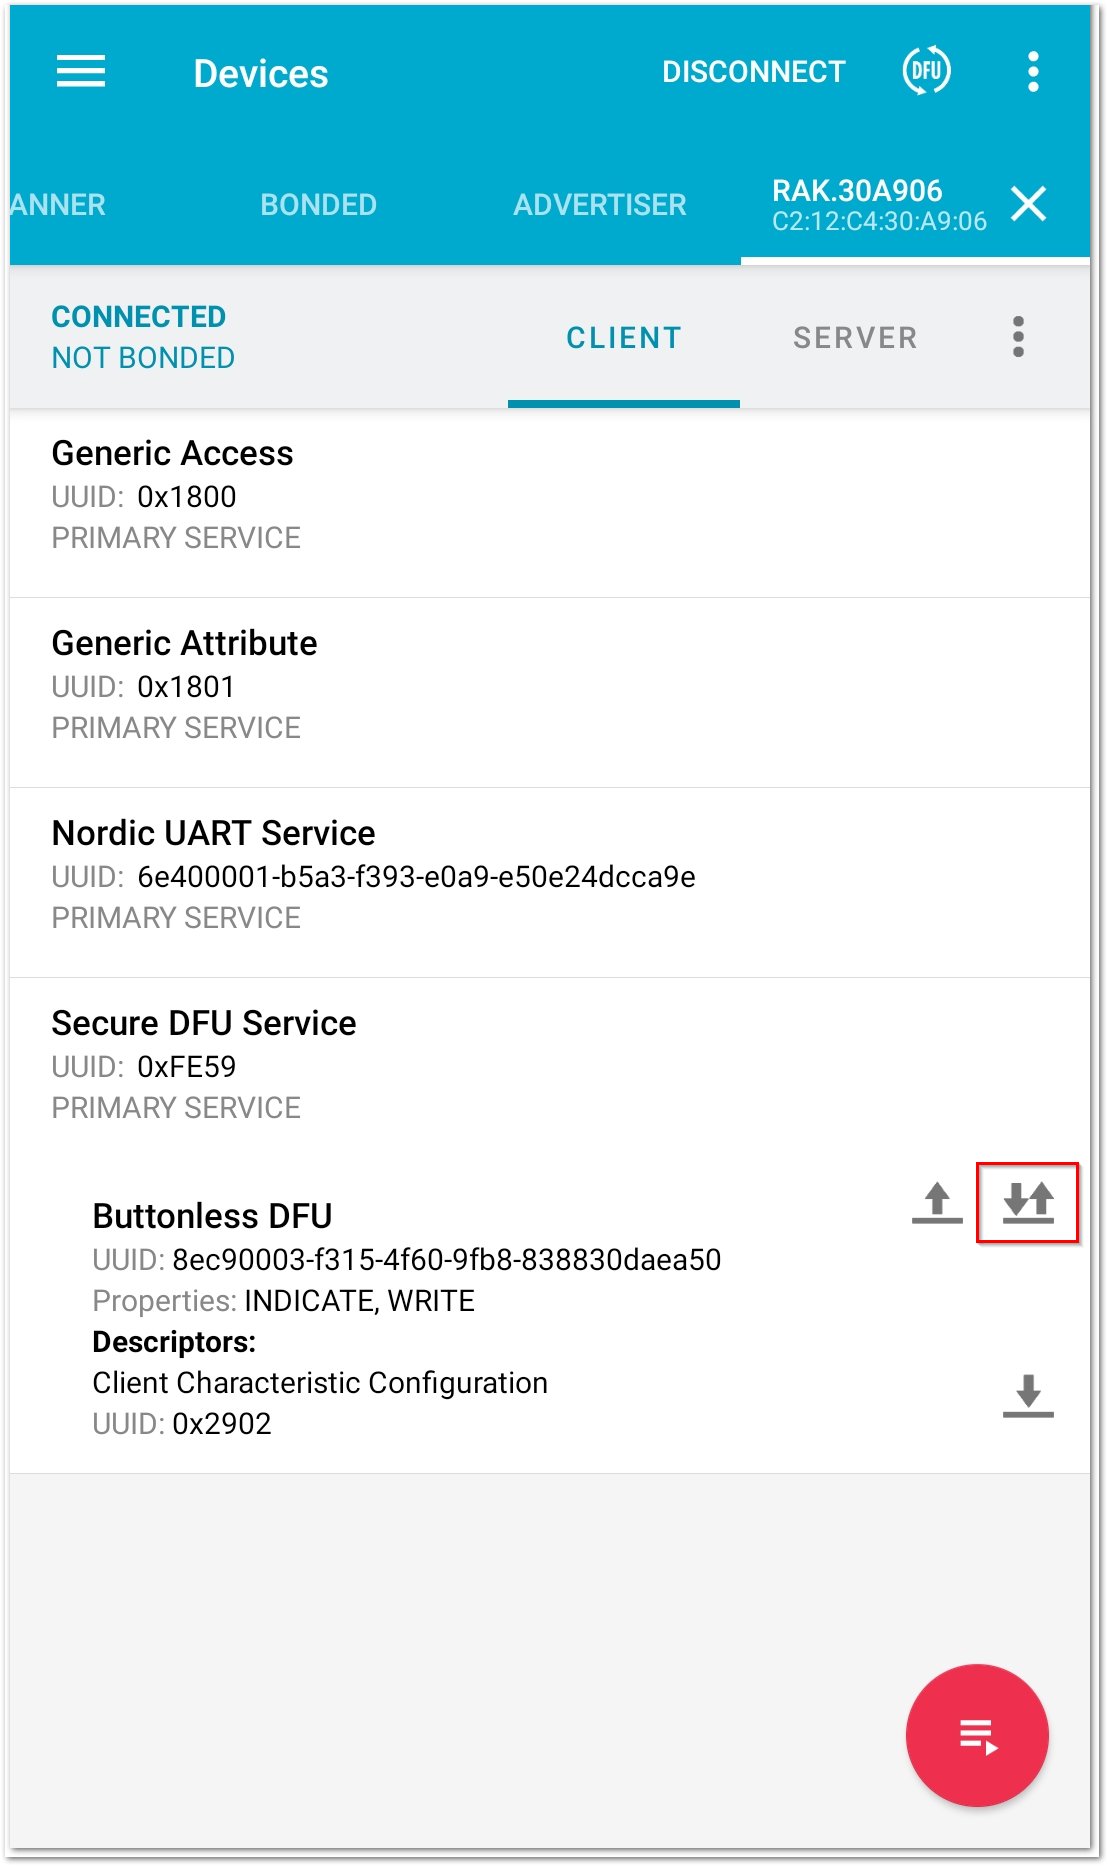 Devices
DISCONNECT
DFU
ANNER
BONDED
ADVERTISER
RAK.30A906
C2:12:C4:30:A9:06
CONNECTED
NOT BONDED
CLIENT
SERVER
Generic Access
UUID: 0x1800
PRIMARY SERVICE
Generic Attribute
UUID: 0x1801
PRIMARY SERVICE
Nordic UART Service
UUID: 6e400001-b5a3-f393-e0a9-e50e24dcca9e
PRIMARY SERVICE
Secure DFU Service
UUID: 0xFE59
PRIMARY SERVICE
Buttonless DFU
UUID: 8ec90003-f315-4f60-9fb8-838830daea50
Properties: INDICATE, WRITE
Descriptors:
Client Characteristic Configuration
UUID: 0x2902